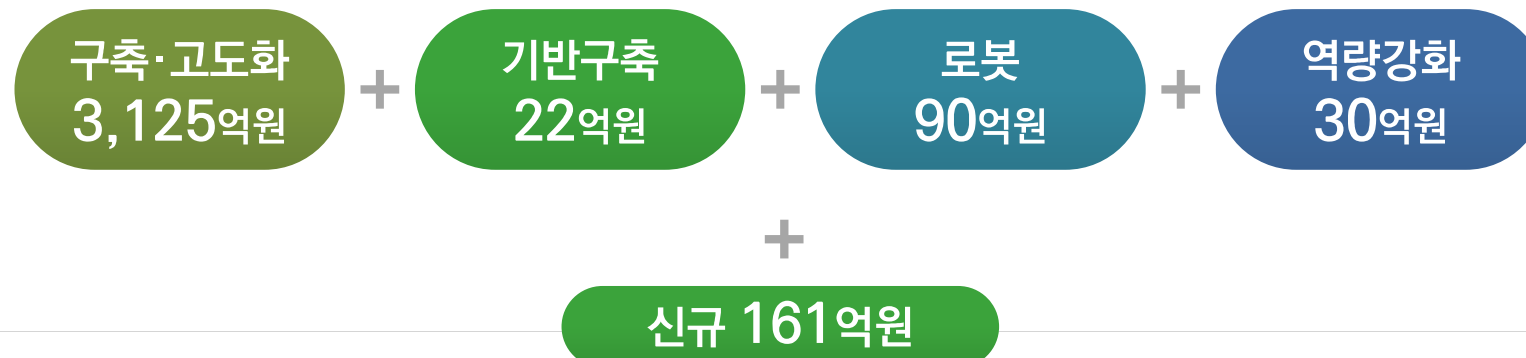 구축·고도화
3,125억원
+
기반구축
22억원
+
로봇
90억원
+
역량강화
30억원
+
신규 161억원